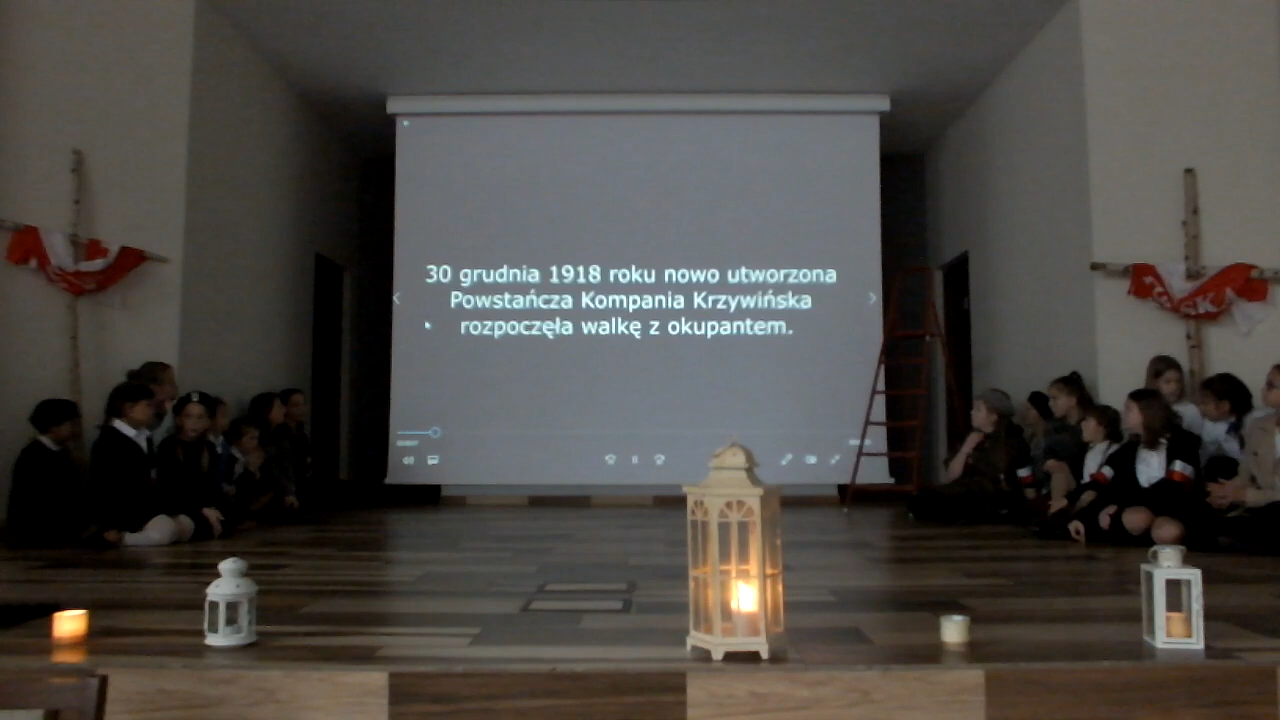 30 grudnia 1918 roku nowo utworzona
Powstańcza Kompania Krzywińska
rozpoczęła walkę z okupantem.